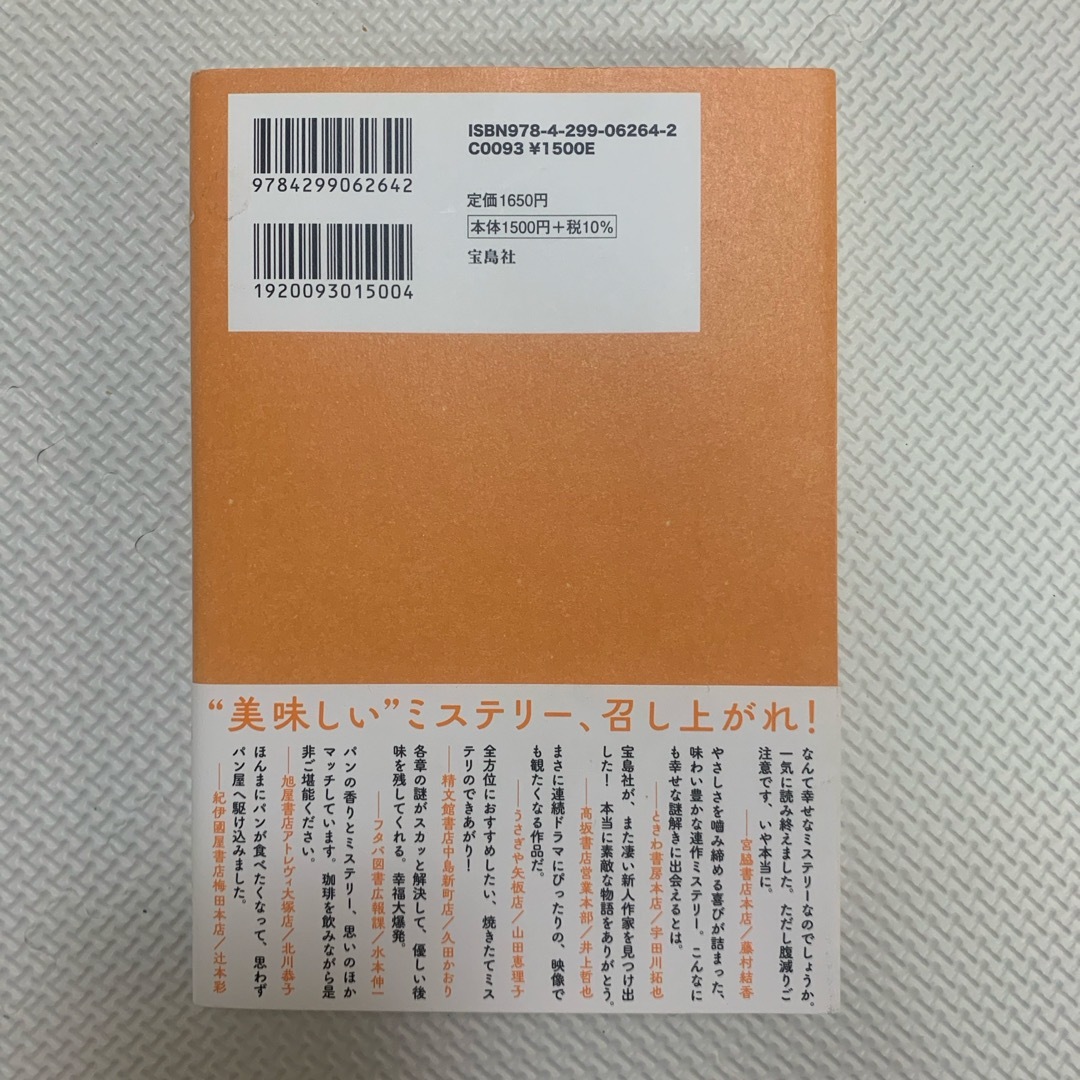 ISBN978-4-299-06264-2
C0093 ¥1500E
9784299062642
定価1650円
本体1500円+税10%
宝島社
1920093015004
“美味しい”ミステリー、召し上がれ!
なんて幸せなミステリーなのでしょうか。
一気に読み終えました。ただし腹減りご
注意です、いや本当に。
――宮脇書店本店/藤村結香
やさしさを噛み締める喜びが詰まった、
味わい豊かな連作ミステリー。こんなに
も幸せな謎解きに出会えるとは。
――ときわ書房本店/宇田川拓也
宝島社が、また凄い新人作家を見つけ出
した! 本当に素敵な物語をありがとう。
――高坂書店営業本部/井上哲也
まさに連続ドラマにぴったりの、映像で
も観たくなる作品だ。
――うさぎや矢板店/山田恵理子
全方位におすすめしたい、焼きたてミス
テリのできあがり!
――精文館書店中島新町店/久田かおり
各章の謎がスカッと解決して、優しい後
味を残してくれる。幸福大爆発。
――フタバ図書広報課/水本伸一
パンの香りとミステリー、思いのほか
マッチしています。珈琲を飲みながら是
非ご堪能ください。
――旭屋書店アトレヴィ大塚店/北川恭子
ほんまにパンが食べたくなって、思わず
パン屋へ駆け込みました。
――紀伊國屋書店梅田本店/辻本彩